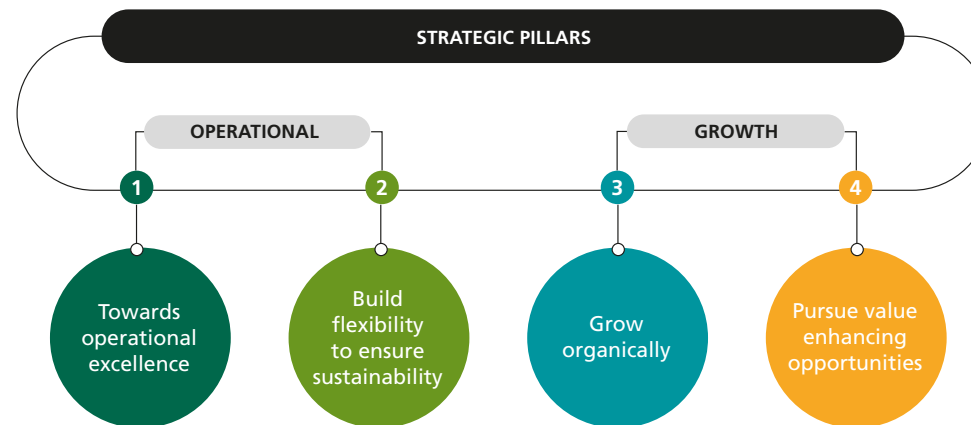 STRATEGIC PILLARS
OPERATIONAL
GROWTH
1
2
3
4
Towards
operational
excellence
Build
flexibility
to ensure
sustainability
Grow
organically
Pursue value
enhancing
opportunities